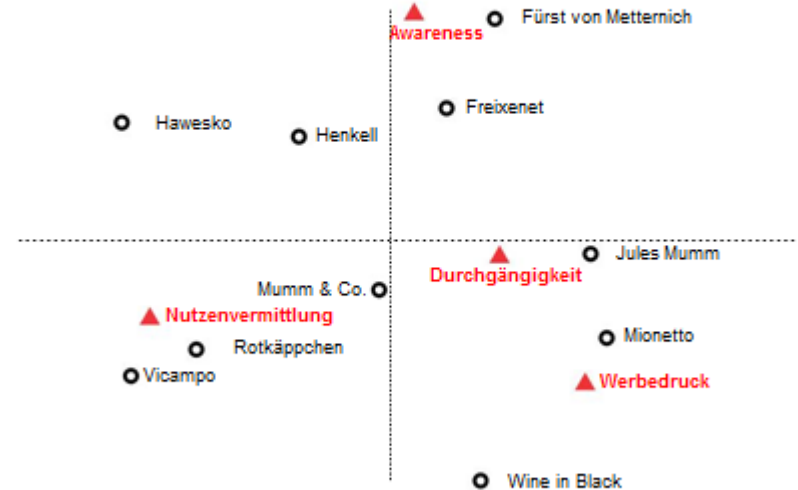 Fürst von Metternich
Awareness
Freixenet
Hawesko
Henkell
Jules Mumm
Durchgängigkeit
Mumm & Co.
Nutzenvermittlung
Mionetto
Rotkäppchen
Vicampo
Werbedruck
Wine in Black